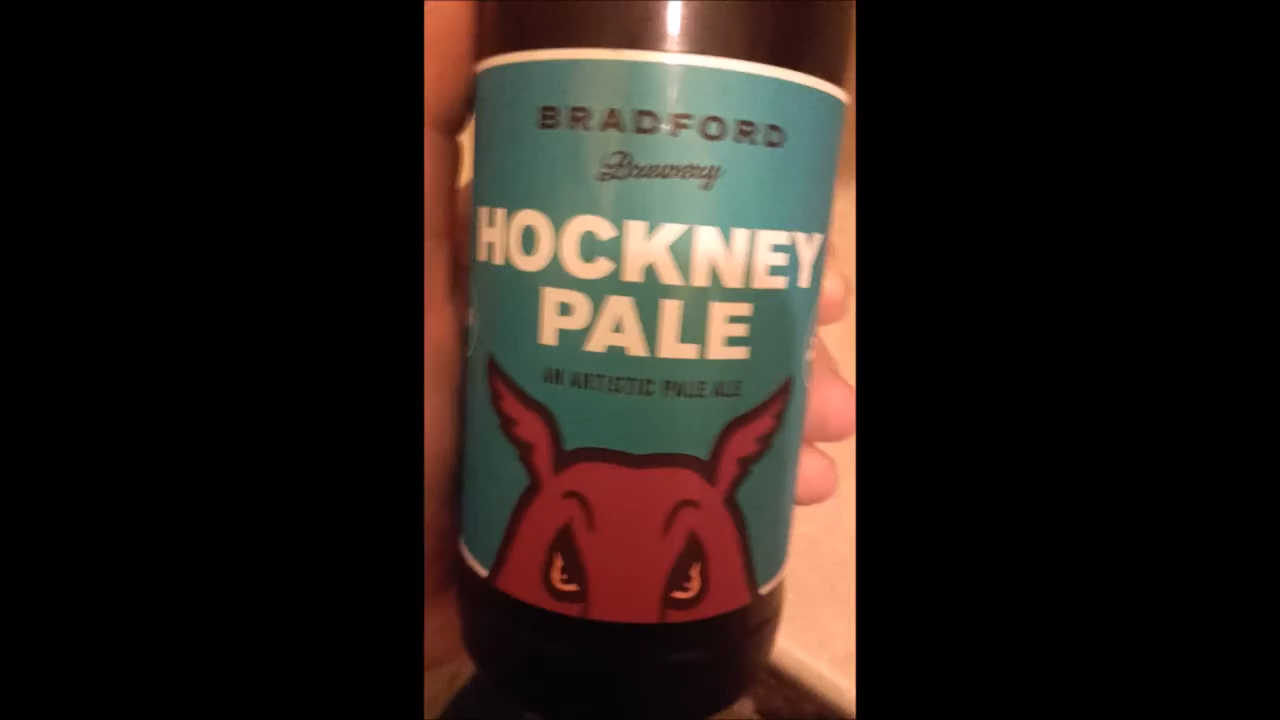 BRADFORD
Brewery
HOCKNEY
PALE
AN ARTISTIC PALE ALE